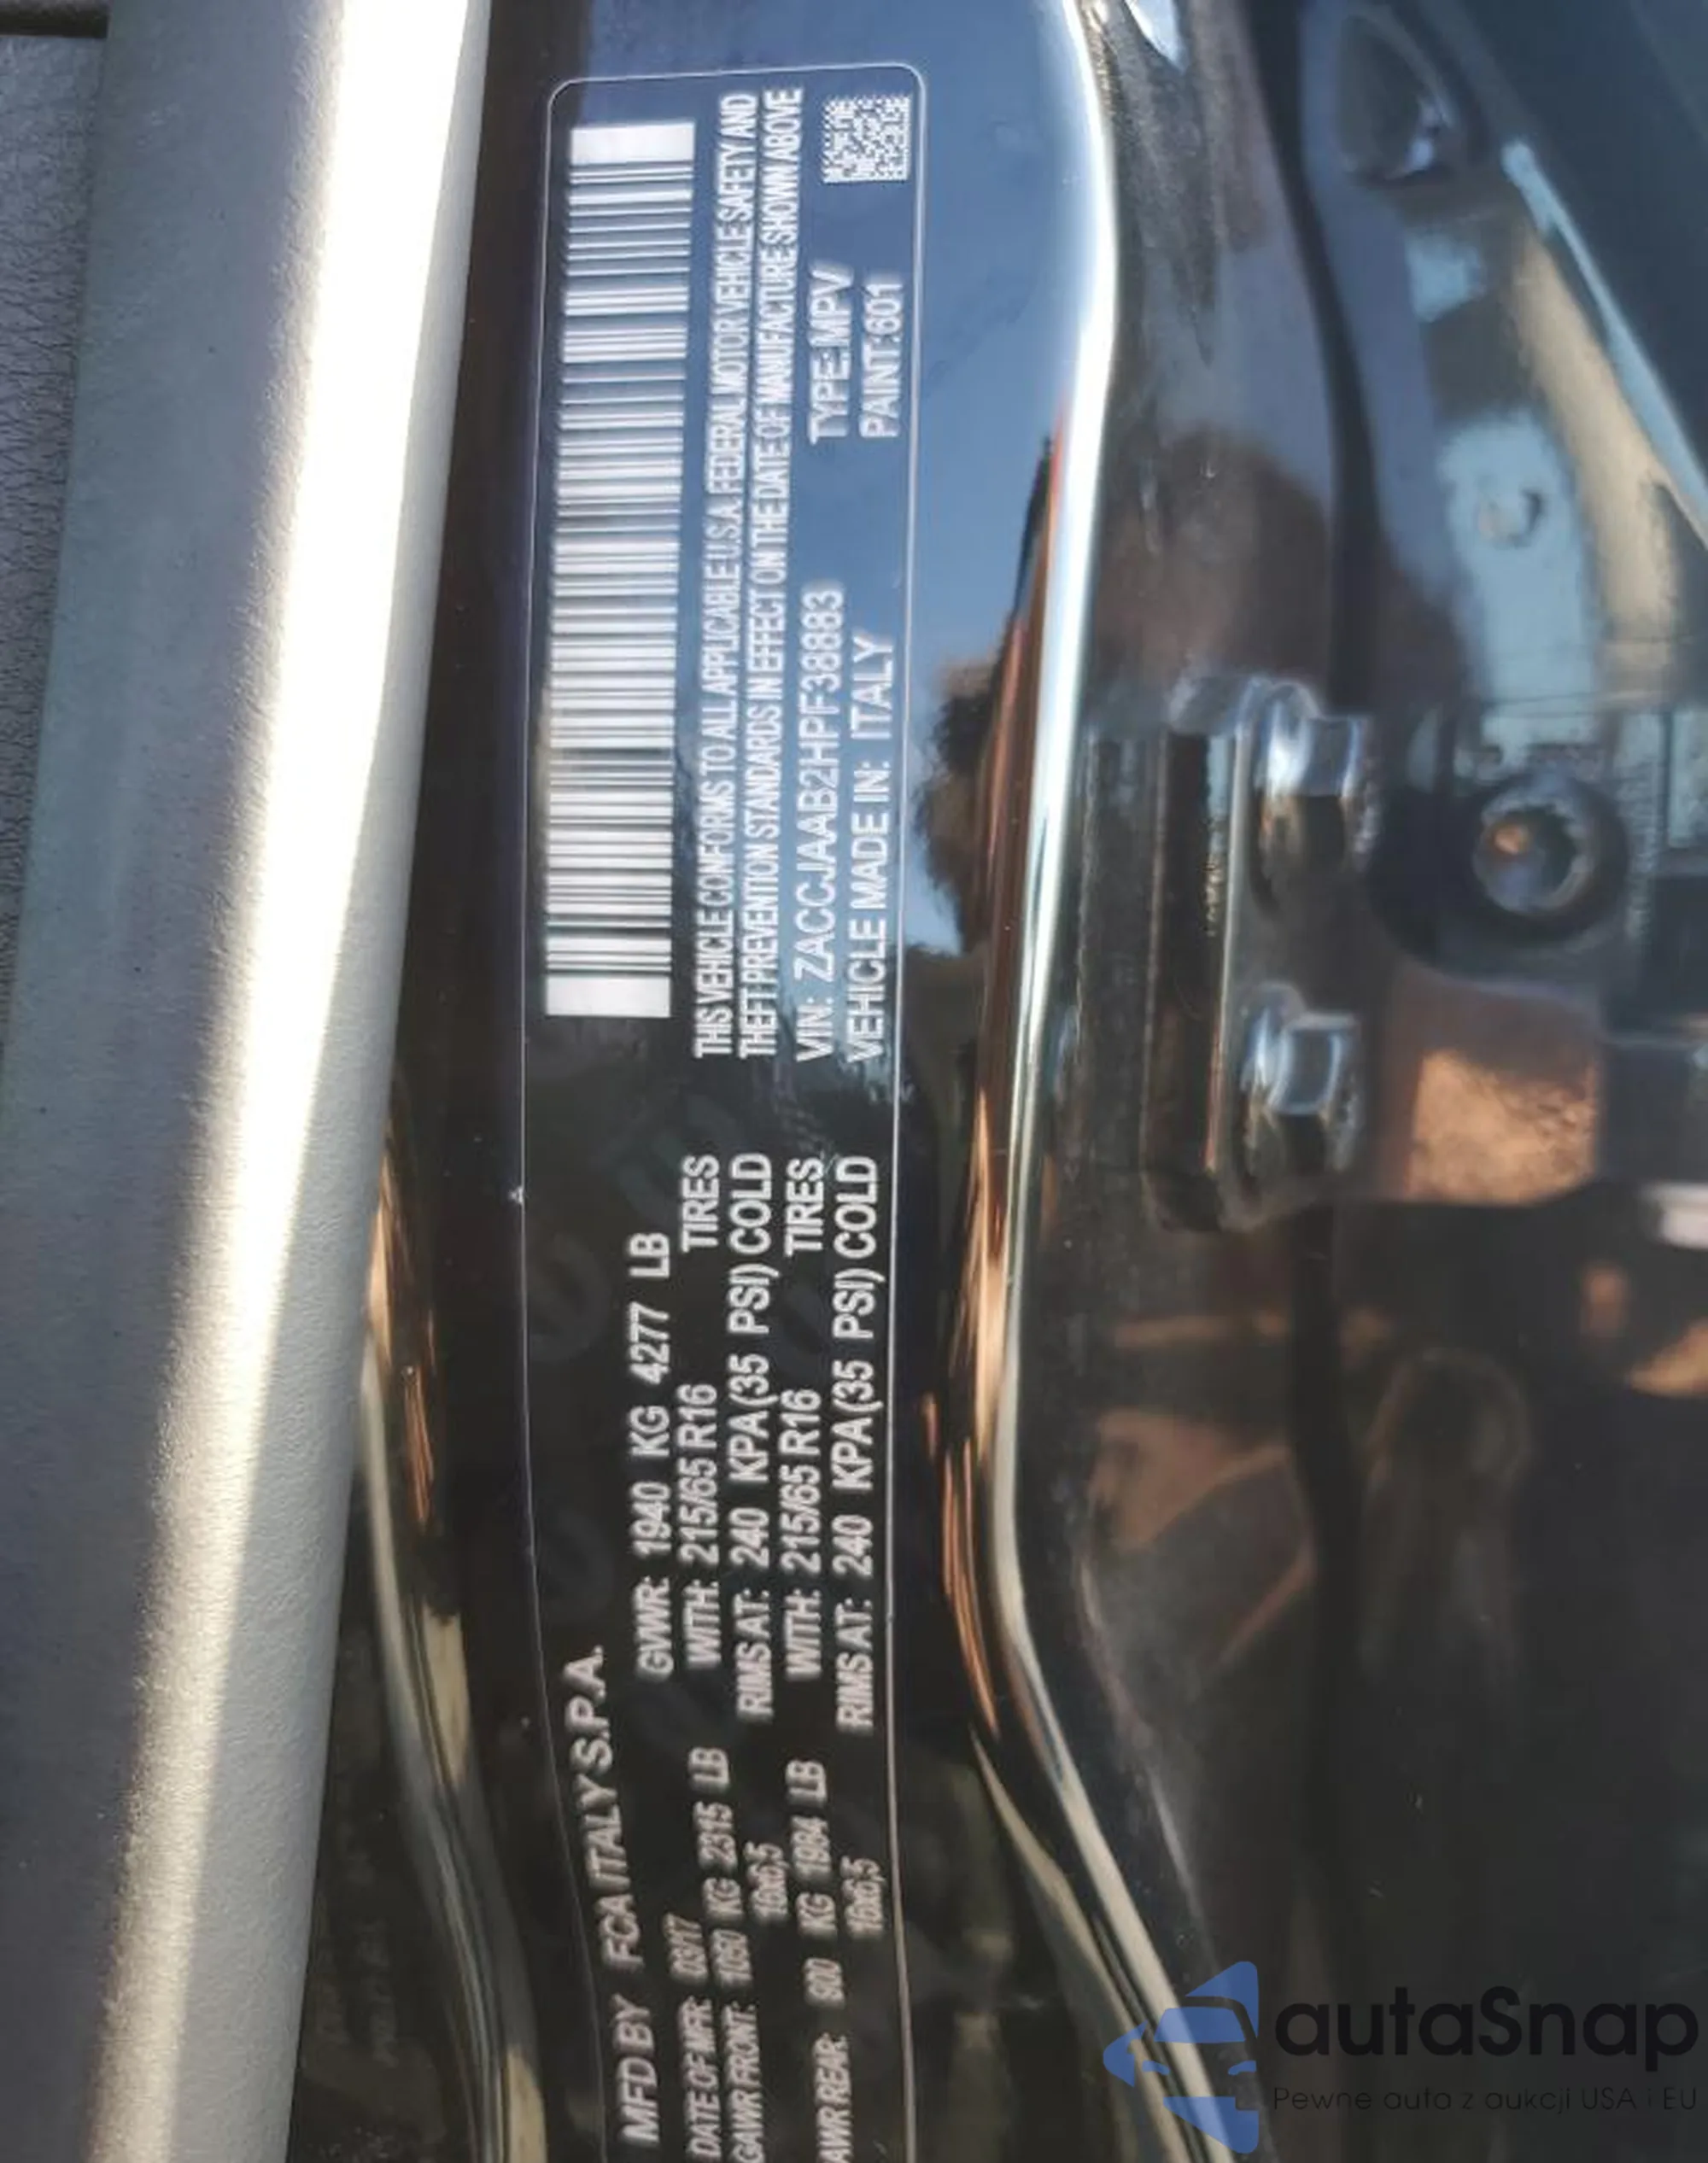 MFD BY FCA ITALY S.P.A.
DATE OF MFR: 03/17 GVWR: 1940 KG 4277 LB
GAWR FRONT: 1050 KG 2315 LB WITH: 215/65 R16 TIRES
16x6,5 RIMS AT: 240 KPA (35 PSI) COLD
AWR REAR: 900 KG 1984 LB WITH: 215/65 R16 TIRES
16x6,5 RIMS AT: 240 KPA (35 PSI) COLD
THIS VEHICLE CONFORMS TO ALL APPLICABLE U.S.A. FEDERAL MOTOR VEHICLE SAFETY AND
THEFT PREVENTION STANDARDS IN EFFECT ON THE DATE OF MANUFACTURE SHOWN ABOVE
VIN: ZACCJAAB2HPF38883 TYPE:MPV
VEHICLE MADE IN: ITALY PAINT:601
autaSnap
Pewne auta z aukcji USA i EU